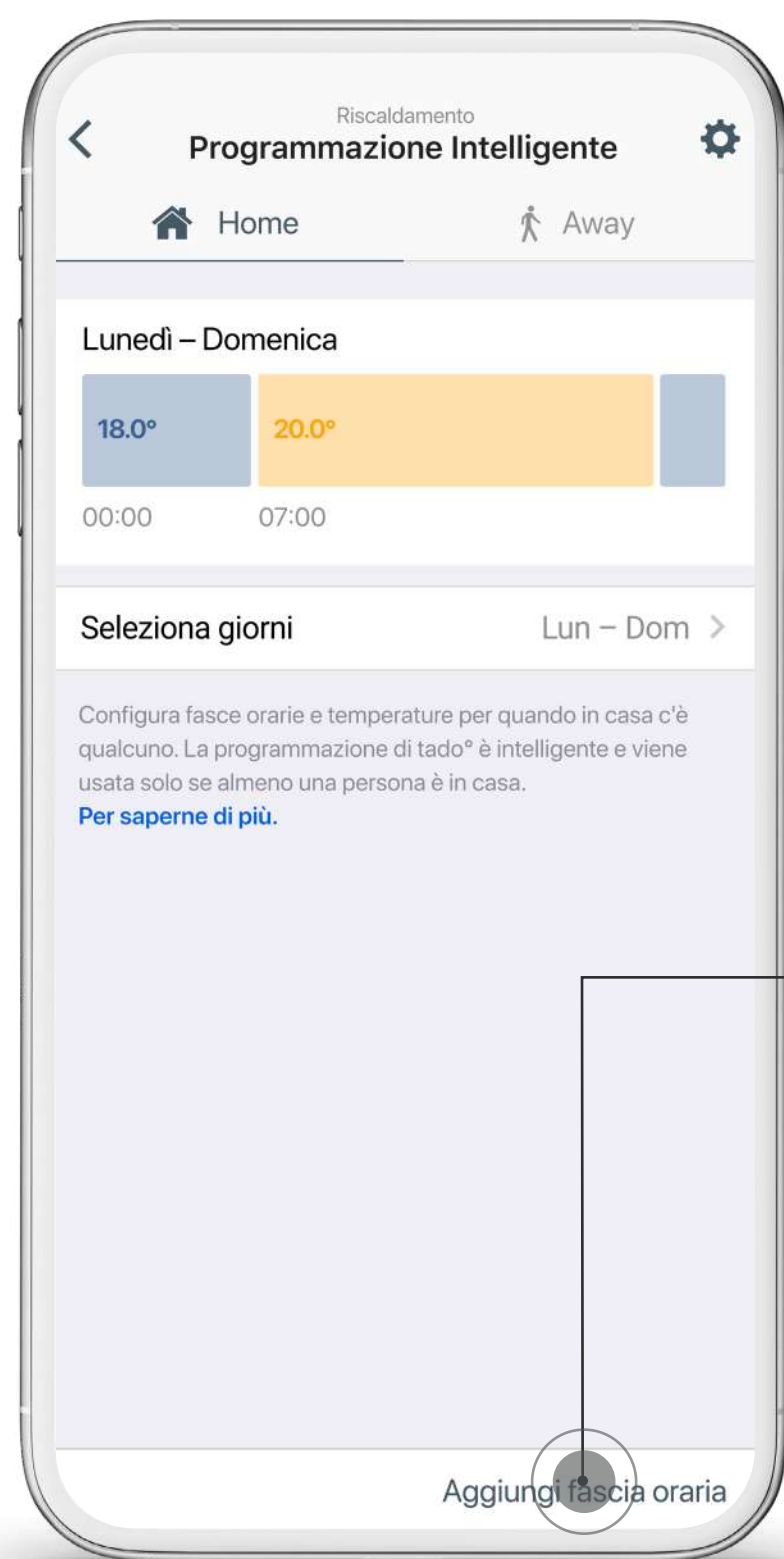 Riscaldamento
Programmazione Intelligente
Home
Away
Lunedì – Domenica
18.0°
20.0°
00:00
07:00
Seleziona giorni
Lun – Dom
Configura fasce orarie e temperature per quando in casa c'è
qualcuno. La programmazione di tado° è intelligente e viene
usata solo se almeno una persona è in casa.
Per saperne di più.
Aggiungi fascia oraria